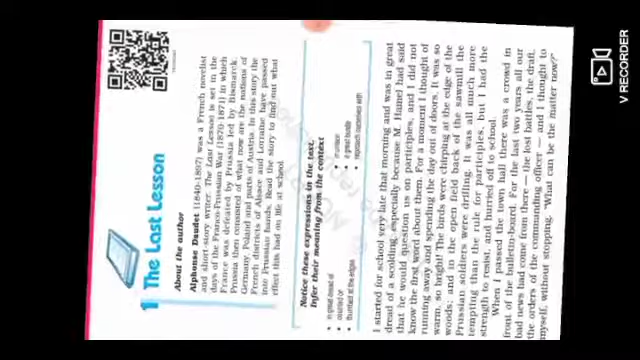 1 The Last Lesson
About the author
Alphonse Daudet (1840-1897) was a French novelist
and short-story writer. The Last Lesson is set in the
days of the Franco-Prussian War (1870-1871) in which
France was defeated by Prussia led by Bismarck.
Prussia then consisted of what now are the nations of
Germany, Poland and parts of Austria. In this story the
French districts of Alsace and Lorraine have passed
into Prussian hands. Read the story to find out what
effect this had on life at school.
Notice these expressions in the text.
Infer their meaning from the context
• in great dread of
• counted on
• thumbed at the edges
• in unison
• a great bustle
• reproach ourselves with
I started for school very late that morning and was in great
dread of a scolding, especially because M. Hamel had said
that he would question us on participles, and I did not
know the first word about them. For a moment I thought of
running away and spending the day out of doors. It was so
warm, so bright! The birds were chirping at the edge of the
woods; and in the open field back of the sawmill the
Prussian soldiers were drilling. It was all much more
tempting than the rule for participles, but I had the
strength to resist, and hurried off to school.
When I passed the town hall there was a crowd in
front of the bulletin-board. For the last two years all our
bad news had come from there — the lost battles, the draft,
the orders of the commanding officer — and I thought to
myself, without stopping, "What can be the matter now?"
V RECORDER